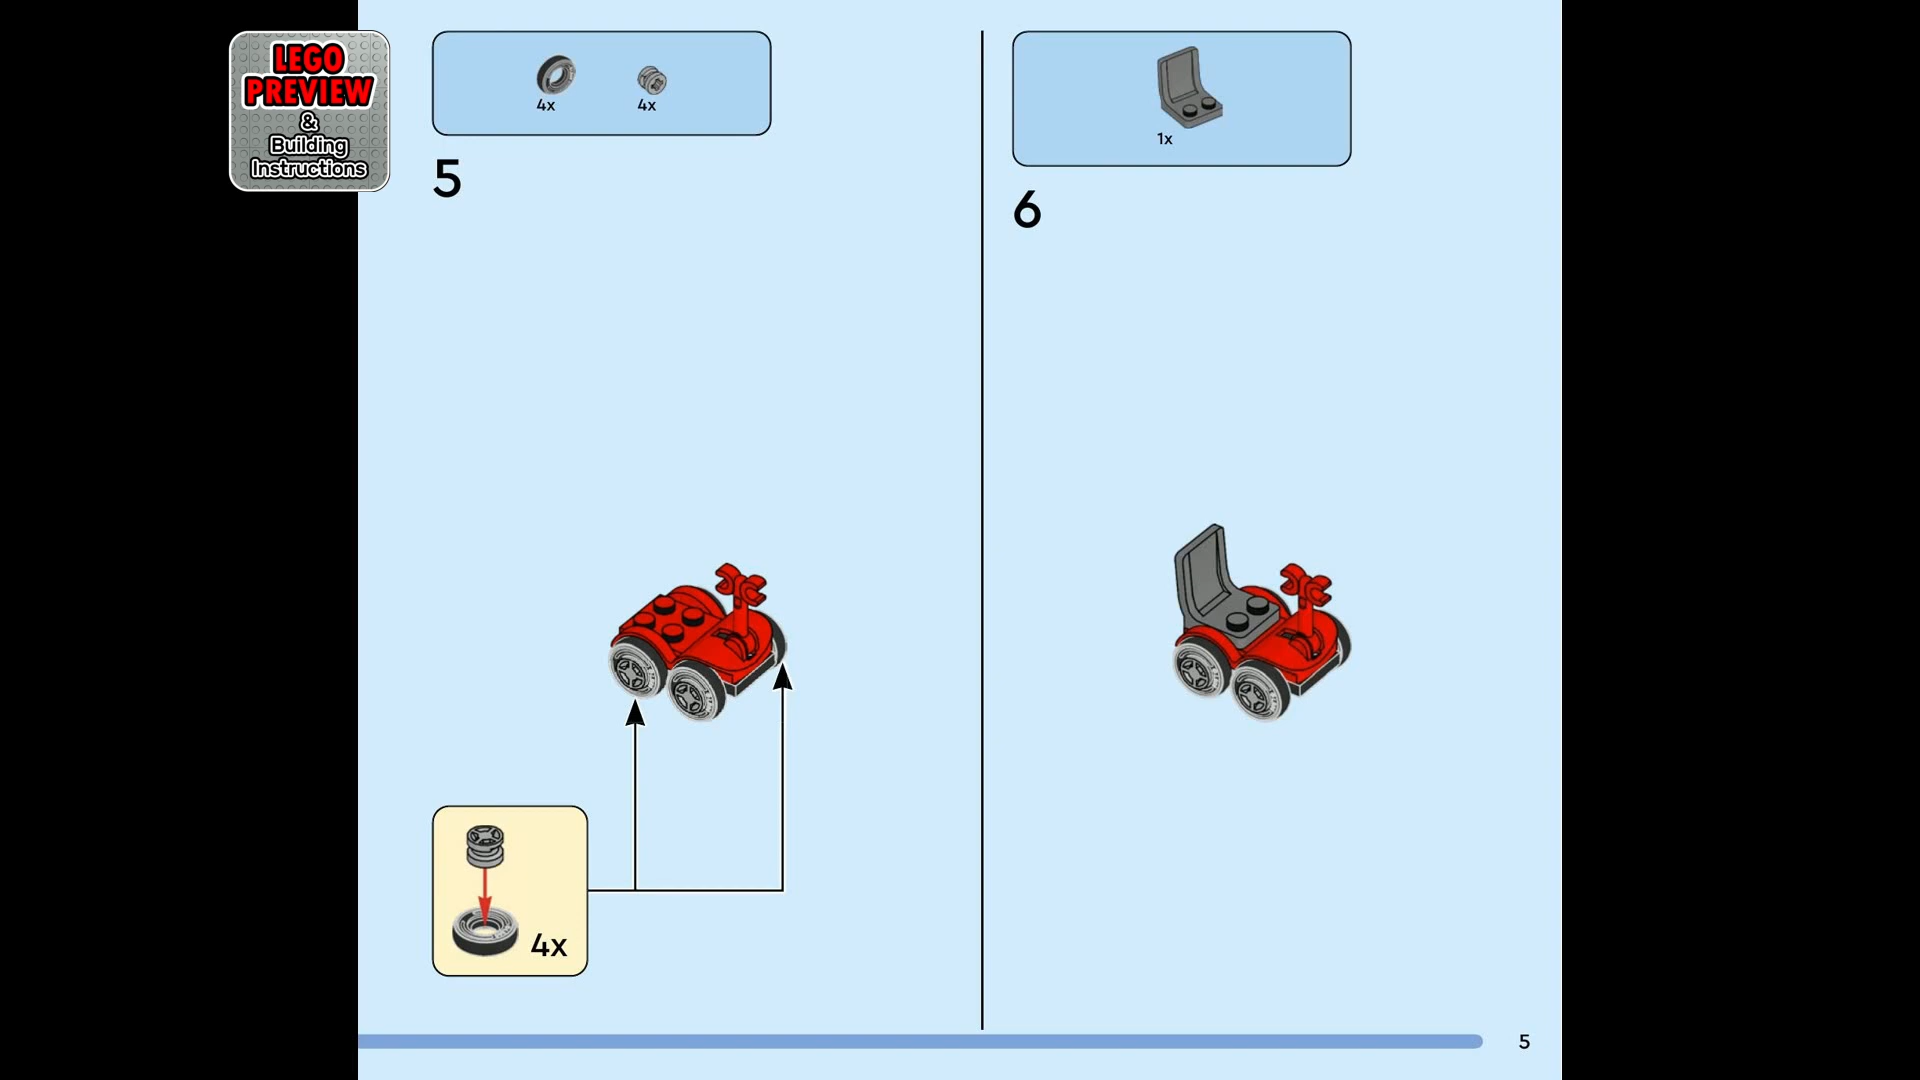 LEGO
PREVIEW
&
Building
Instructions
4x
4x
5
4x
1x
6
5